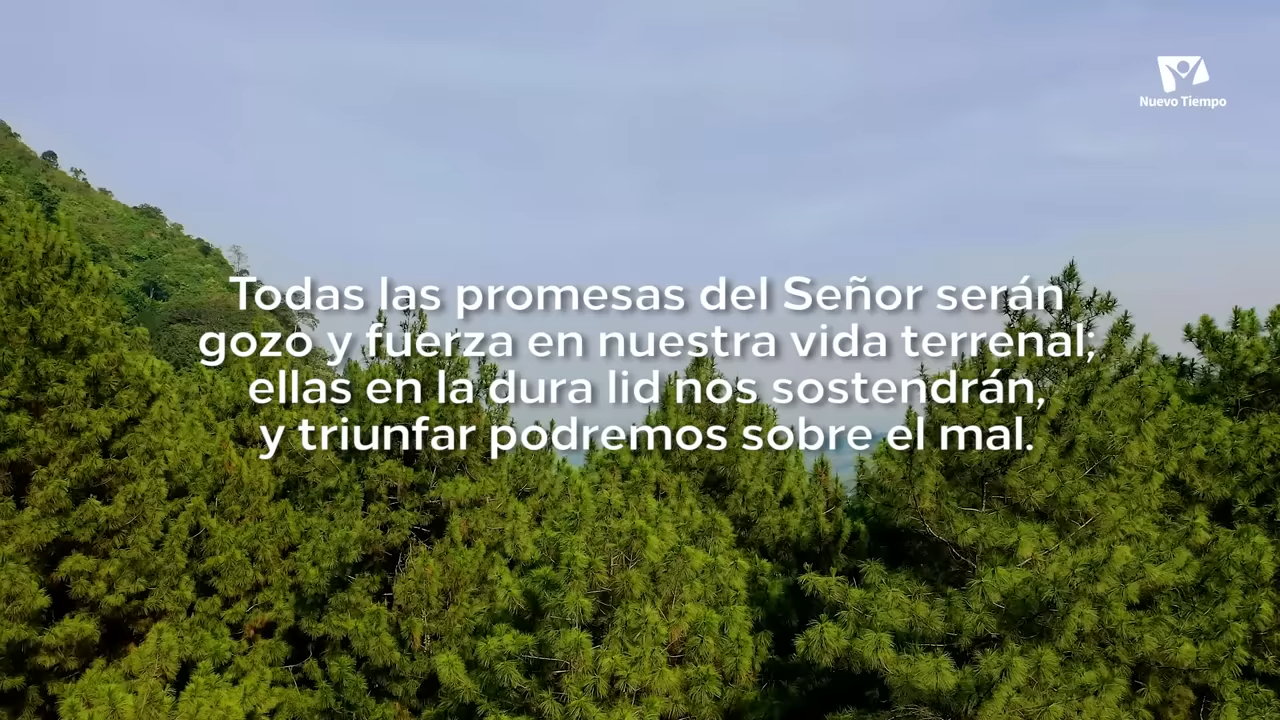 Nuevo Tiempo
Todas las promesas del Señor serán
gozo y fuerza en nuestra vida terrenal;
ellas en la dura lid nos sostendrán,
y triunfar podremos sobre el mal.